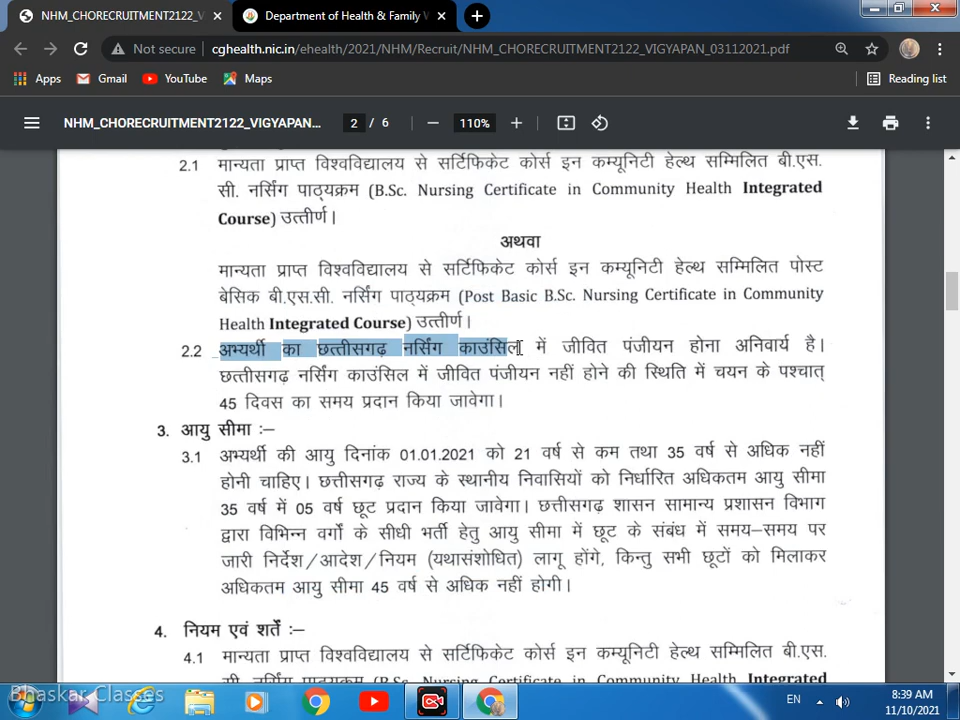 NHM_CHORECRUITMENT2122_VIGYA
Department of Health & Family
Not secure
cghealth.nic.in/ehealth/2021/NHM/Recruit/NHM_CHORECRUITMENT2122_VIGYAPAN_03112021.pdf
Apps
Gmail
YouTube
Maps
Reading list
NHM_CHORECRUITMENT2122_VIGYAPAN...
2 / 6
110%
2.1 मान्यता प्राप्त विश्वविद्यालय से सर्टिफिकेट कोर्स इन कम्यूनिटी हेल्थ सम्मिलित बी.एस.
सी. नर्सिंग पाठ्यक्रम (B.Sc. Nursing Certificate in Community Health Integrated
Course) उत्तीर्ण।
अथवा
मान्यता प्राप्त विश्वविद्यालय से सर्टिफिकेट कोर्स इन कम्यूनिटी हेल्थ सम्मिलित पोस्ट
बेसिक बी.एस.सी. नर्सिंग पाठ्यक्रम (Post Basic B.Sc. Nursing Certificate in Community
Health Integrated Course) उत्तीर्ण।
2.2 अभ्यर्थी का छत्तीसगढ़ नर्सिंग काउंसिल में जीवित पंजीयन होना अनिवार्य है।
छत्तीसगढ़ नर्सिंग काउंसिल में जीवित पंजीयन नहीं होने की स्थिति में चयन के पश्चात्
45 दिवस का समय प्रदान किया जावेगा।
3. आयु सीमा :–
3.1 अभ्यर्थी की आयु दिनांक 01.01.2021 को 21 वर्ष से कम तथा 35 वर्ष से अधिक नहीं
होनी चाहिए। छत्तीसगढ़ राज्य के स्थानीय निवासियों को निर्धारित अधिकतम आयु सीमा
35 वर्ष में 05 वर्ष छूट प्रदान किया जावेगा। छत्तीसगढ़ शासन सामान्य प्रशासन विभाग
द्वारा विभिन्न वर्गों के सीधी भर्ती हेतु आयु सीमा में छूट के संबंध में समय–समय पर
जारी निर्देश/आदेश/नियम (यथासंशोधित) लागू होंगे, किन्तु सभी छूटों को मिलाकर
अधिकतम आयु सीमा 45 वर्ष से अधिक नहीं होगी।
4. नियम एवं शर्तें :–
4.1 मान्यता प्राप्त विश्वविद्यालय से सर्टिफिकेट कोर्स इन कम्यूनिटी हेल्थ सम्मिलित बी.एस.
Bhaskar Classes
EN
8:39 AM
11/10/2021